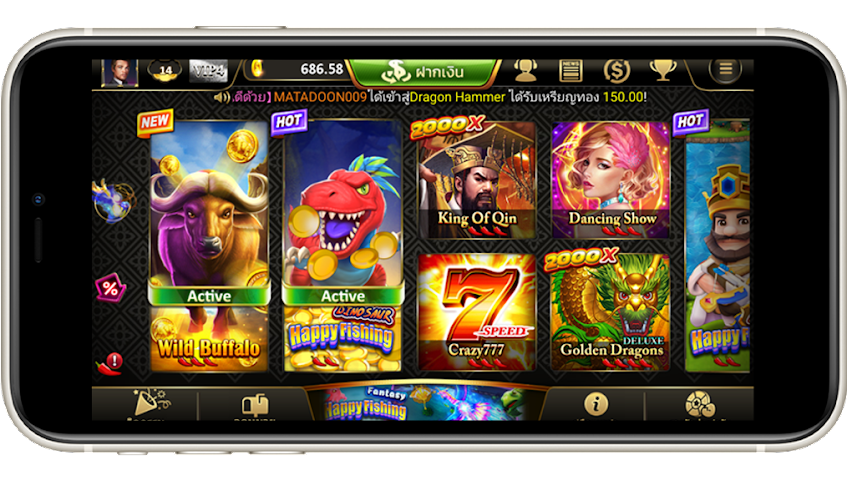 14
VIP4
686.58
ฝากเงิน
NEWS
ดีด้วย] MATADOON009 ได้เข้าสู่Dragon Hammer ได้รับเหรียญทอง 150.00!
NEW
Active
Wild Buffalo
HOT
Active
DINOSAUR
Happy Fishing
2000X
King Of Qin
Dancing Show
7
SPEED
Crazy777
2000X
DELUXE
Golden Dragons
HOT
%
Fantasy
Happy Fishing